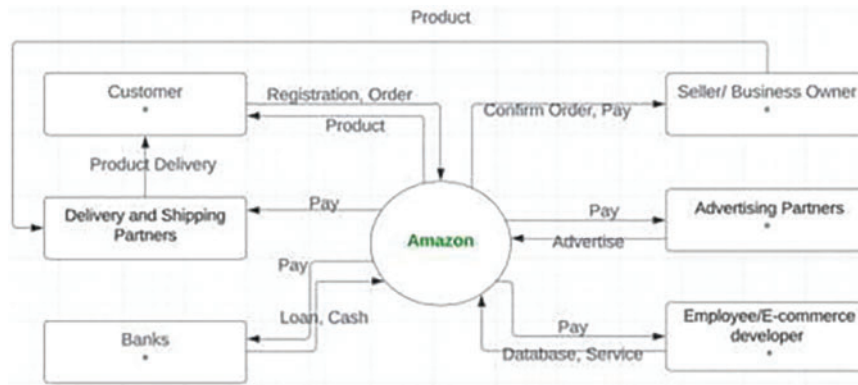 Product
Customer
*
Registration, Order
Product
Confirm Order, Pay
Seller/ Business Owner
*
Product Delivery
Delivery and Shipping
Partners
Pay
Amazon
Pay
Advertise
Advertising Partners
*
Pay
Loan, Cash
Banks
*
Pay
Database, Service
Employee/E-commerce
developer
*